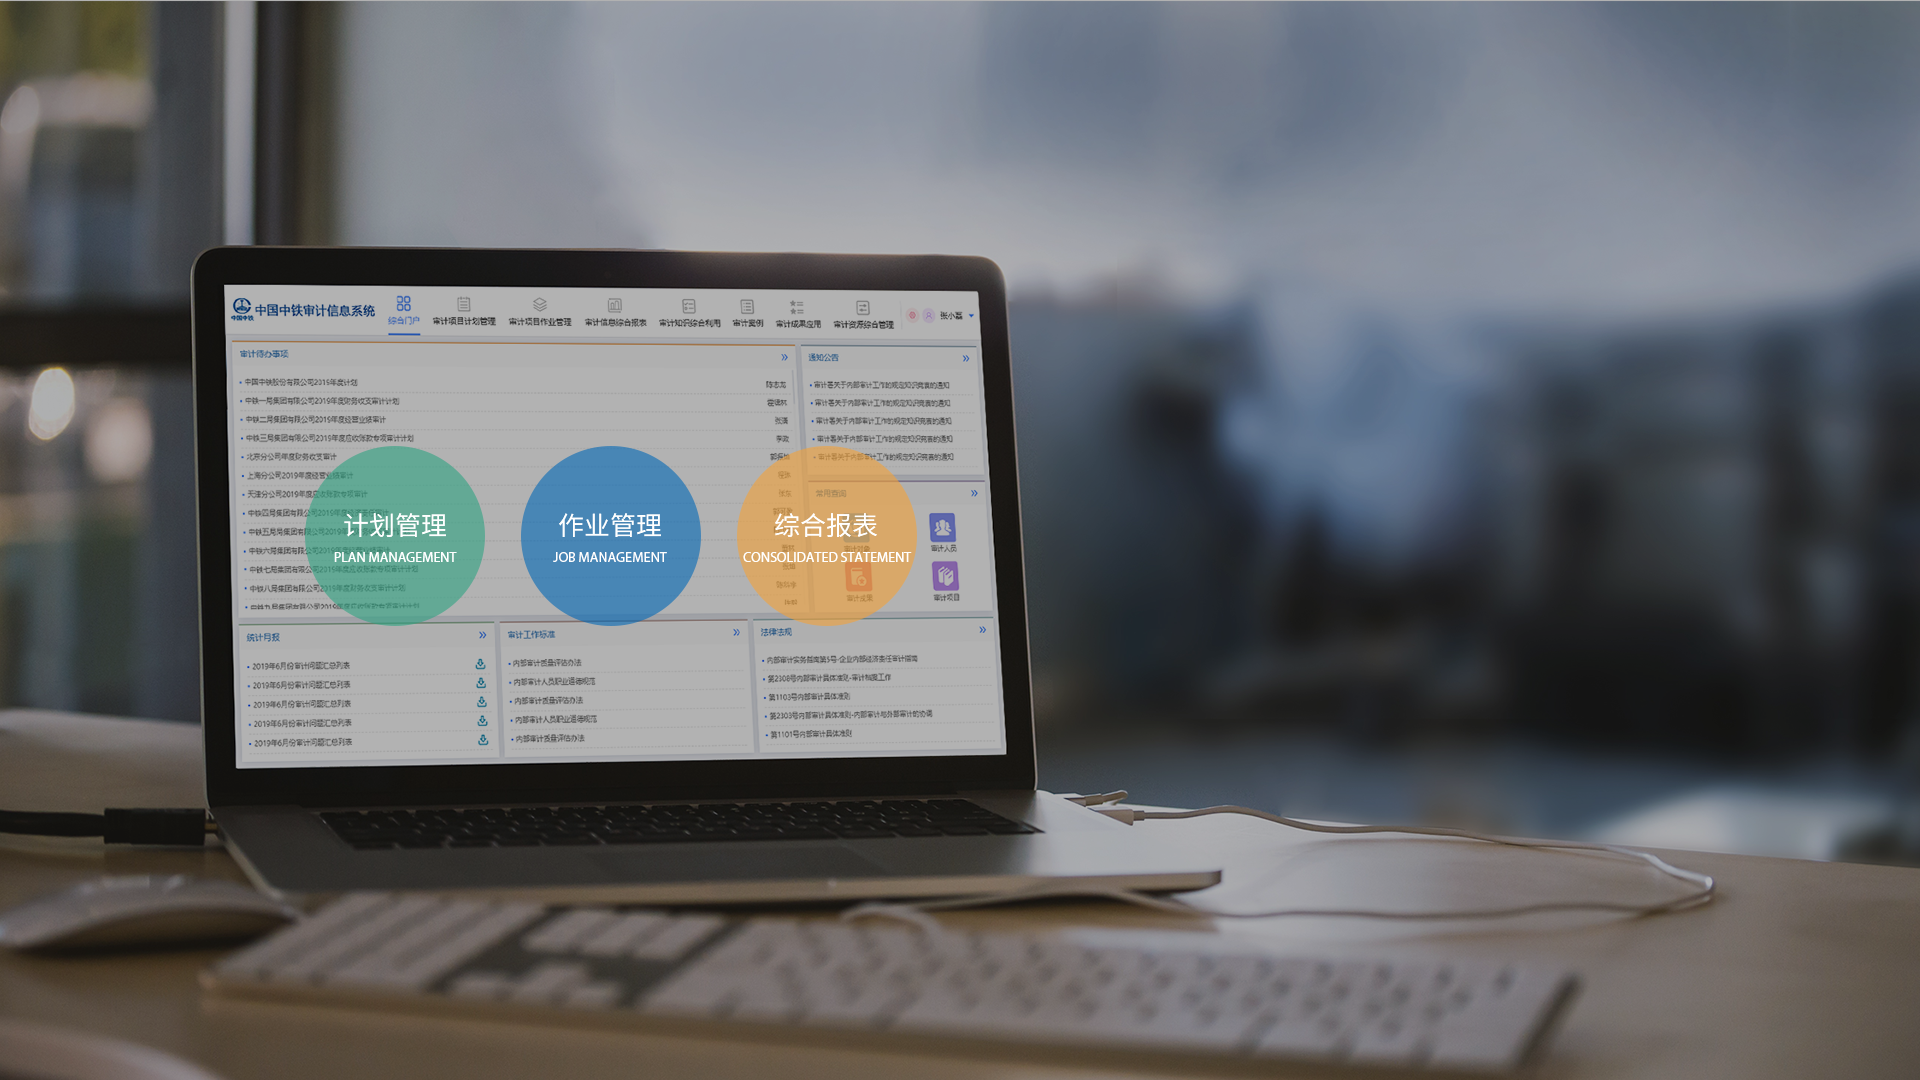 中国中铁
中国中铁审计信息系统
综合门户
审计项目计划管理
审计项目作业管理
审计信息综合报表
审计知识综合利用
审计案例
审计成果应用
审计资源综合管理
张小磊
审计待办事项
中国中铁股份有限公司2019年度计划
陈志龙
中铁一局集团有限公司2019年度财务收支审计计划
中铁二局集团有限公司2019年度经营业绩审计
张清
中铁三局集团有限公司2019年度应收账款专项审计计划
李政
北京分公司年度财务收支审计
上海分公司2019年度经营业绩审计
天津分公司2019年度应收账款专项审计
中铁四局集团有限公司2019年度
中铁五局集团有限
中铁六局集团有限公司2019年度经营业绩审计
中铁七局集团有限公司2019年度应收账款专项审计计划
中铁八局集团有限公司2019年度财务收支审计计划
中铁九局集团有限公司2019年度应收账款专项审计计划
通知公告
审计署关于内部审计工作的规定知识竞赛的通知
审计署关于内部审计工作的规定知识竞赛的通知
审计署关于内部审计工作的规定知识竞赛的通知
审计署关于内部审计工作的规定知识竞赛的通知
审计署关于内部审计工作的规定知识竞赛的通知
常用查询
审计人员
审计成果
审计项目
计划管理
PLAN MANAGEMENT
作业管理
JOB MANAGEMENT
综合报表
CONSOLIDATED STATEMENT
统计月报
2019年6月份审计问题汇总列表
2019年6月份审计问题汇总列表
2019年6月份审计问题汇总列表
2019年6月份审计问题汇总列表
2019年6月份审计问题汇总列表
审计工作标准
内部审计质量评估办法
内部审计人员职业道德规范
内部审计质量评估办法
内部审计人员职业道德规范
内部审计质量评估办法
法律法规
内部审计实务指南第5号-企业内部经济责任审计指南
第2308号内部审计具体准则-审计档案工作
第1103号内部审计具体准则
第2303号内部审计具体准则-内部审计与外部审计的协调
第1101号内部审计具体准则